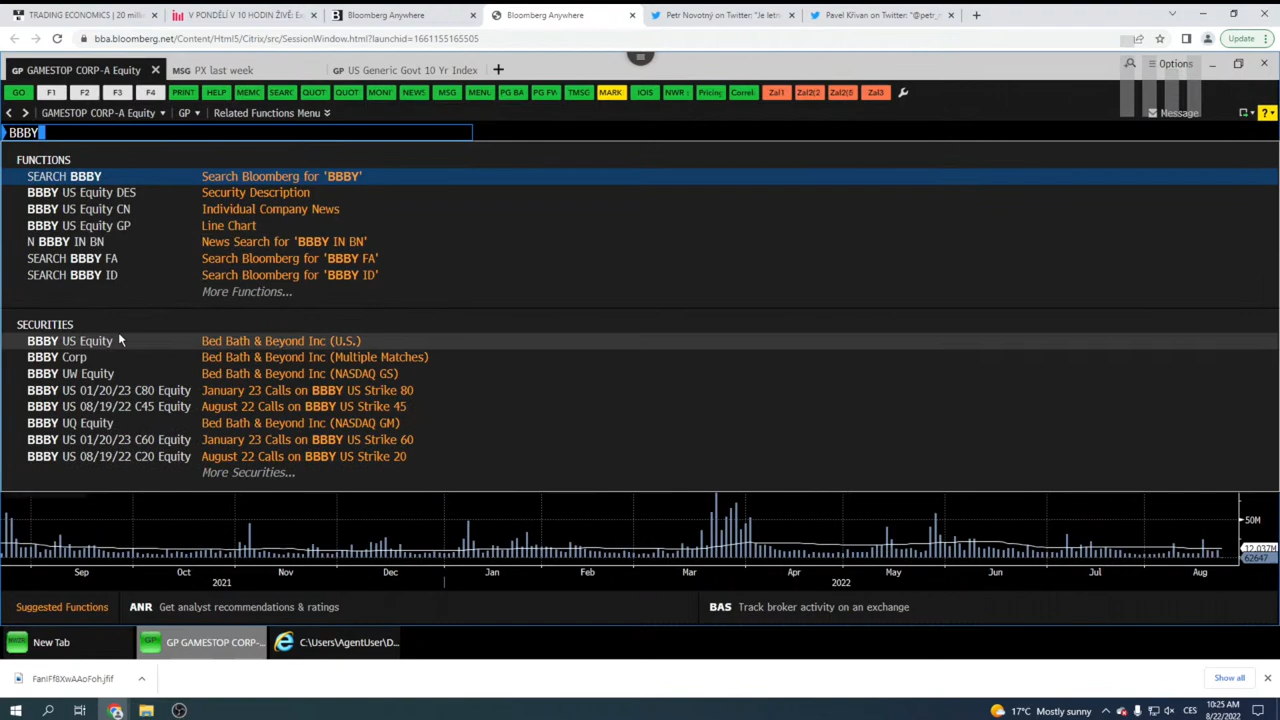 TRADING ECONOMICS | 20 milli
V PONDĚLÍ V 10 HODIN ŽIVĚ: E
Bloomberg Anywhere
Bloomberg Anywhere
Petr Novotný on Twitter: "Je letn
Pavel Křivan on Twitter: "@petr_n
bba.bloomberg.net/Content/Html5/Citrix/src/SessionWindow.html?launchid=1661155165505
Update
GP GAMESTOP CORP-A Equity
MSG PX last week
GP US Generic Govt 10 Yr Index
Options
GO F1 F2 F3 F4 PRINT HELP MEMC SEARC QUOT QUOT MONI NEWS MSG MENU PG BA PG FW TMSG MARK IOIS NWR Pricing Correl. Zal1 Zal2(2 Zal2(5 Zal3
GAMESTOP CORP-A Equity GP Related Functions Menu
Message
?
BBBY
FUNCTIONS
SEARCH BBBY Search Bloomberg for 'BBBY'
BBBY US Equity DES Security Description
BBBY US Equity CN Individual Company News
BBBY US Equity GP Line Chart
N BBBY IN BN News Search for 'BBBY IN BN'
SEARCH BBBY FA Search Bloomberg for 'BBBY FA'
SEARCH BBBY ID Search Bloomberg for 'BBBY ID'
More Functions...
SECURITIES
BBBY US Equity Bed Bath & Beyond Inc (U.S.)
BBBY Corp Bed Bath & Beyond Inc (Multiple Matches)
BBBY UW Equity Bed Bath & Beyond Inc (NASDAQ GS)
BBBY US 01/20/23 C80 Equity January 23 Calls on BBBY US Strike 80
BBBY US 08/19/22 C45 Equity August 22 Calls on BBBY US Strike 45
BBBY UQ Equity Bed Bath & Beyond Inc (NASDAQ GM)
BBBY US 01/20/23 C60 Equity January 23 Calls on BBBY US Strike 60
BBBY US 08/19/22 C20 Equity August 22 Calls on BBBY US Strike 20
More Securities...
50M
12.037M
62647
Sep Oct Nov Dec Jan Feb Mar Apr May Jun Jul Aug
2021 2022
Suggested Functions ANR Get analyst recommendations & ratings BAS Track broker activity on an exchange
New Tab
GP GP GAMESTOP CORP-...
C:\Users\AgentUser\D...
FanIFf8XwAAoFoh.jfif
Show all
17°C Mostly sunny
CES
10:25 AM
8/22/2022